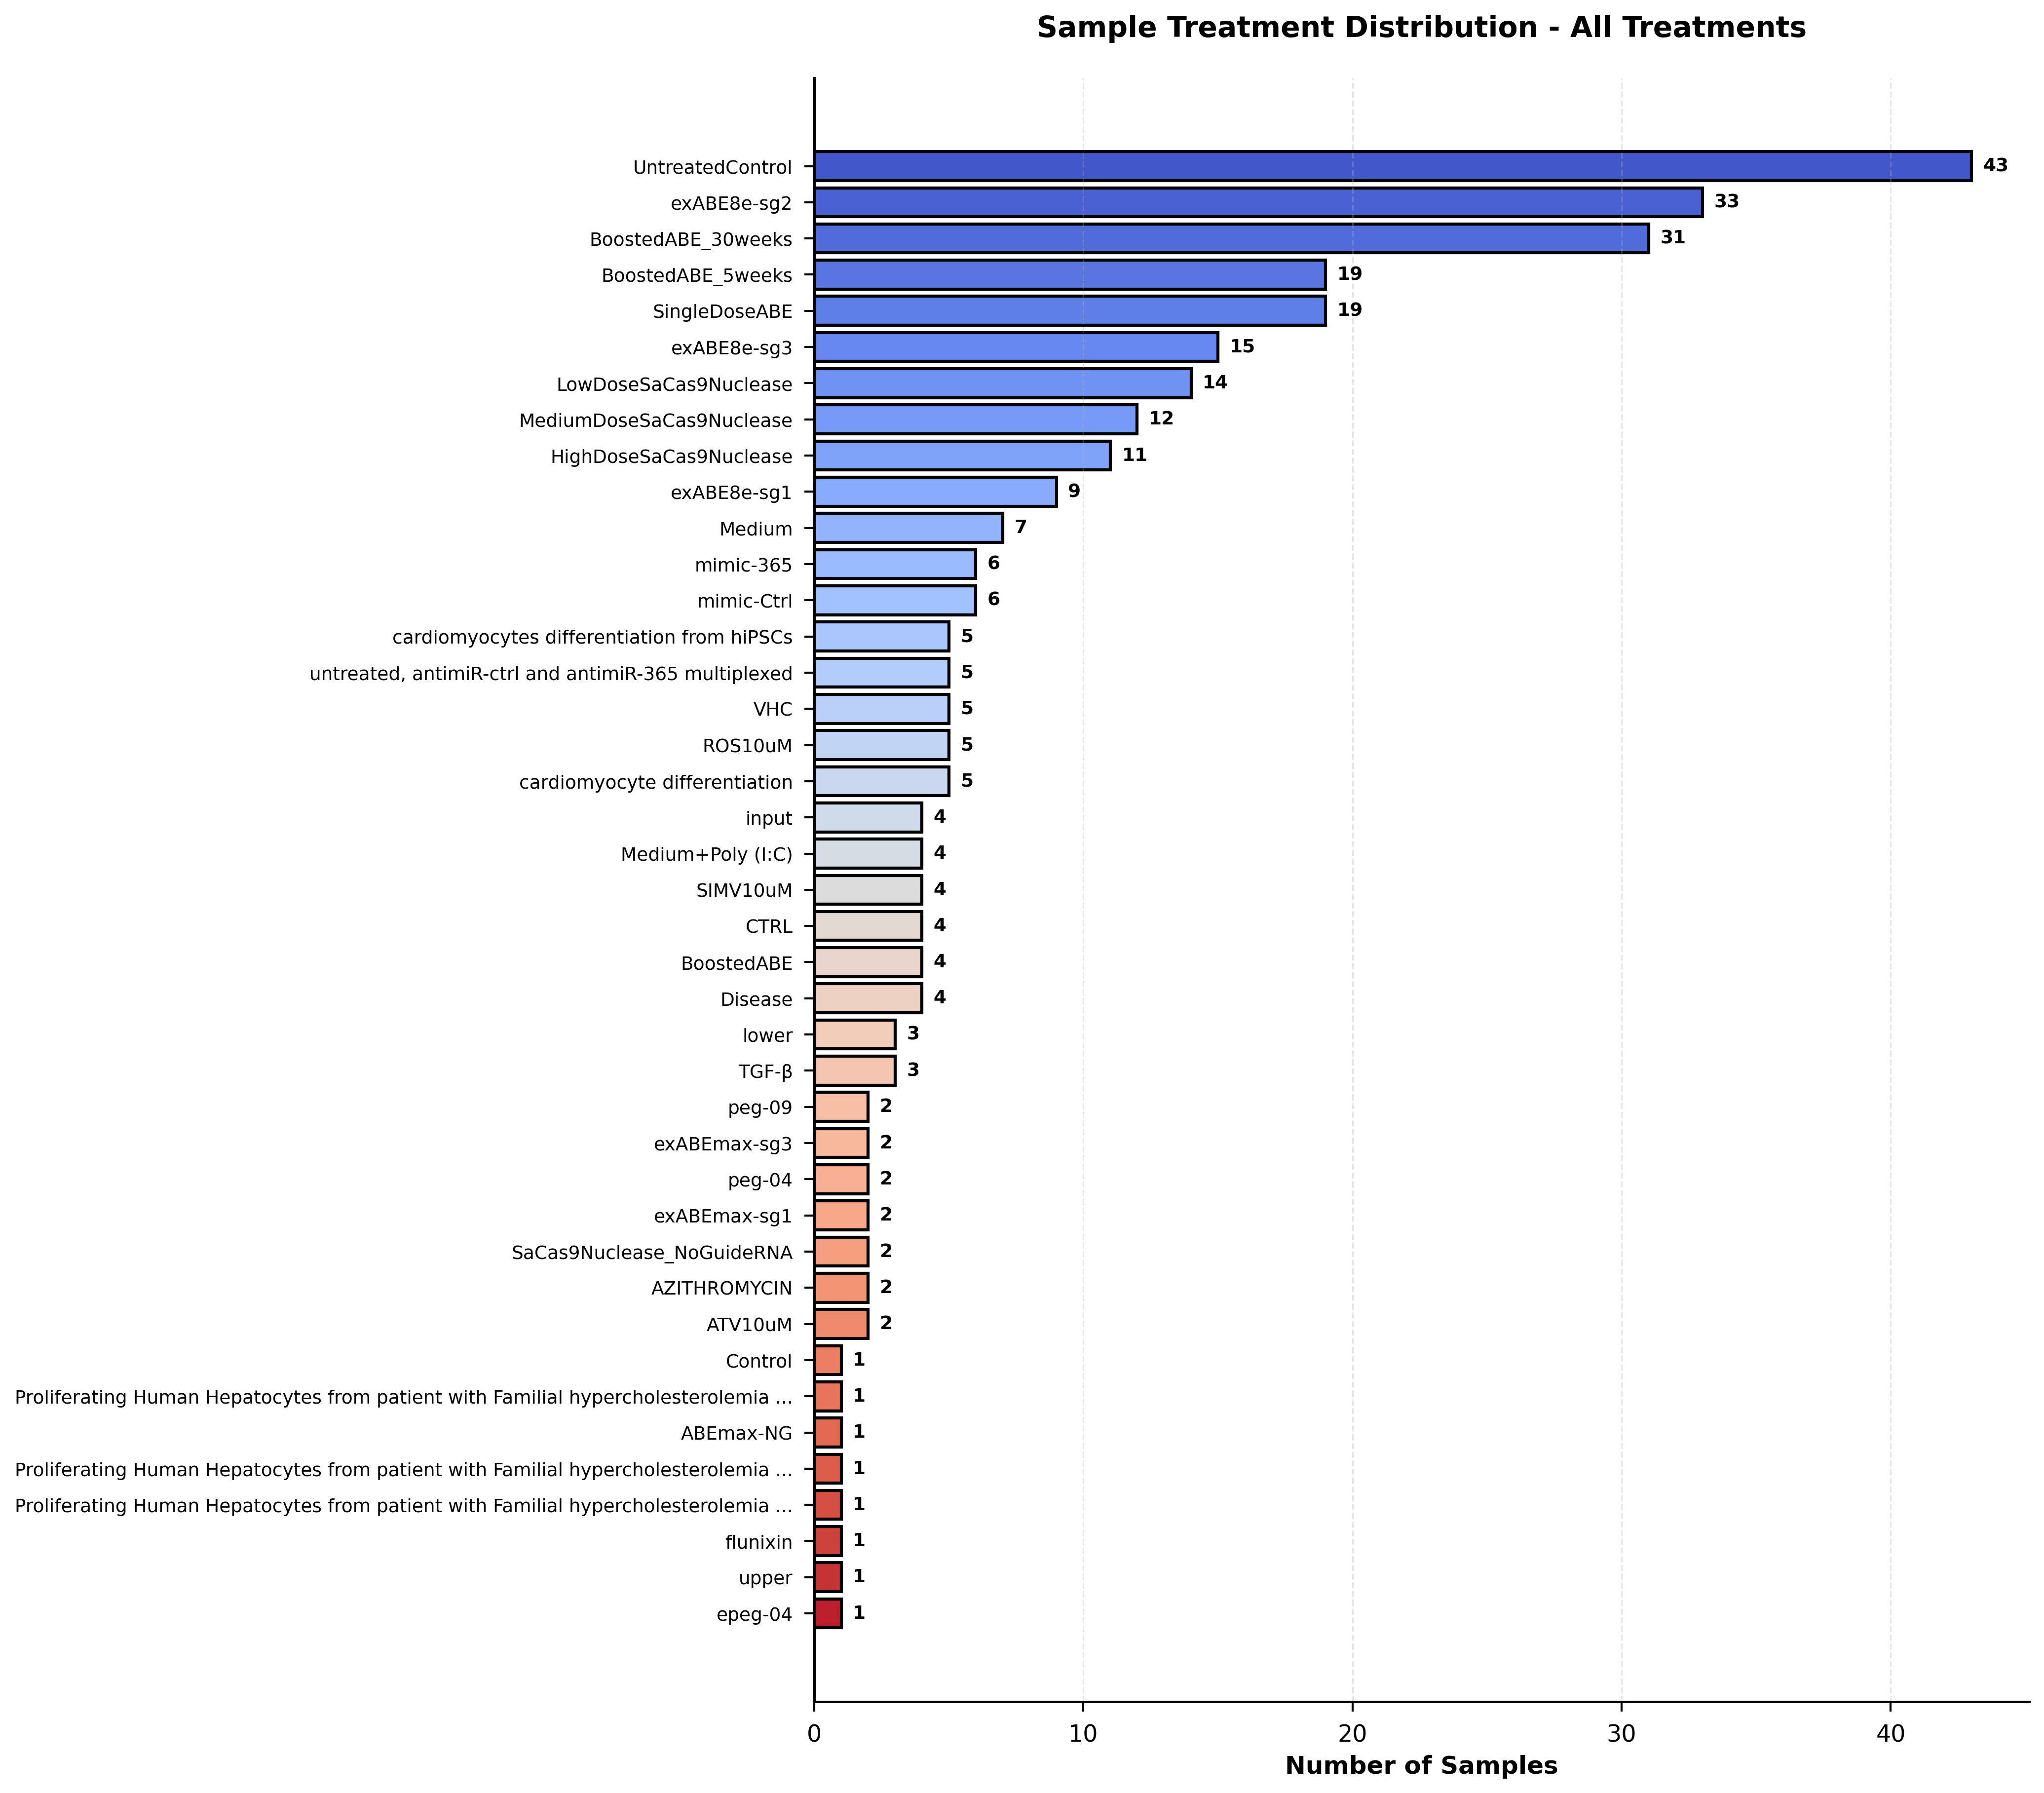 Sample Treatment Distribution - All Treatments
UntreatedControl 43
exABE8e-sg2 33
BoostedABE_30weeks 31
BoostedABE_5weeks 19
SingleDoseABE 19
exABE8e-sg3 15
LowDoseSaCas9Nuclease 14
MediumDoseSaCas9Nuclease 12
HighDoseSaCas9Nuclease 11
exABE8e-sg1 9
Medium 7
mimic-365 6
mimic-Ctrl 6
cardiomyocytes differentiation from hiPSCs 5
untreated, antimiR-ctrl and antimiR-365 multiplexed 5
VHC 5
ROS10uM 5
cardiomyocyte differentiation 5
input 4
Medium+Poly (I:C) 4
SIMV10uM 4
CTRL 4
BoostedABE 4
Disease 4
lower 3
TGF-β 3
peg-09 2
exABEmax-sg3 2
peg-04 2
exABEmax-sg1 2
SaCas9Nuclease_NoGuideRNA 2
AZITHROMYCIN 2
ATV10uM 2
Control 1
Proliferating Human Hepatocytes from patient with Familial hypercholesterolemia ... 1
ABEmax-NG 1
Proliferating Human Hepatocytes from patient with Familial hypercholesterolemia ... 1
Proliferating Human Hepatocytes from patient with Familial hypercholesterolemia ... 1
flunixin 1
upper 1
epeg-04 1
0 10 20 30 40
Number of Samples